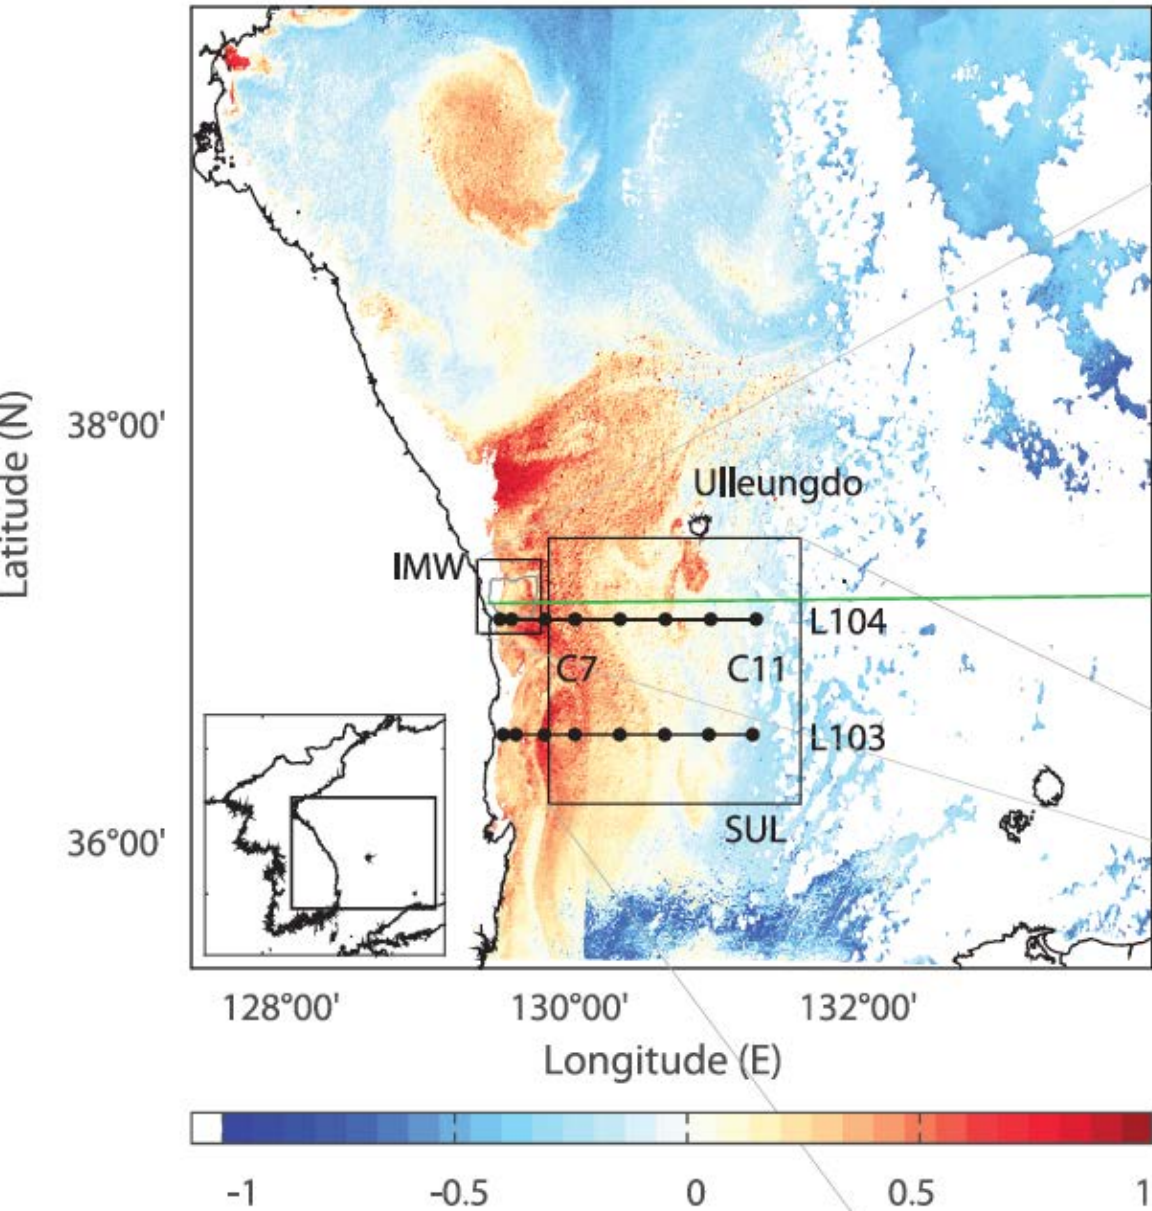 Latitude (N)
38°00'
Ulleungdo
IMW
L104
C7
C11
L103
SUL
36°00'
128°00'
130°00'
132°00'
Longitude (E)
-1
-0.5
0
0.5
1